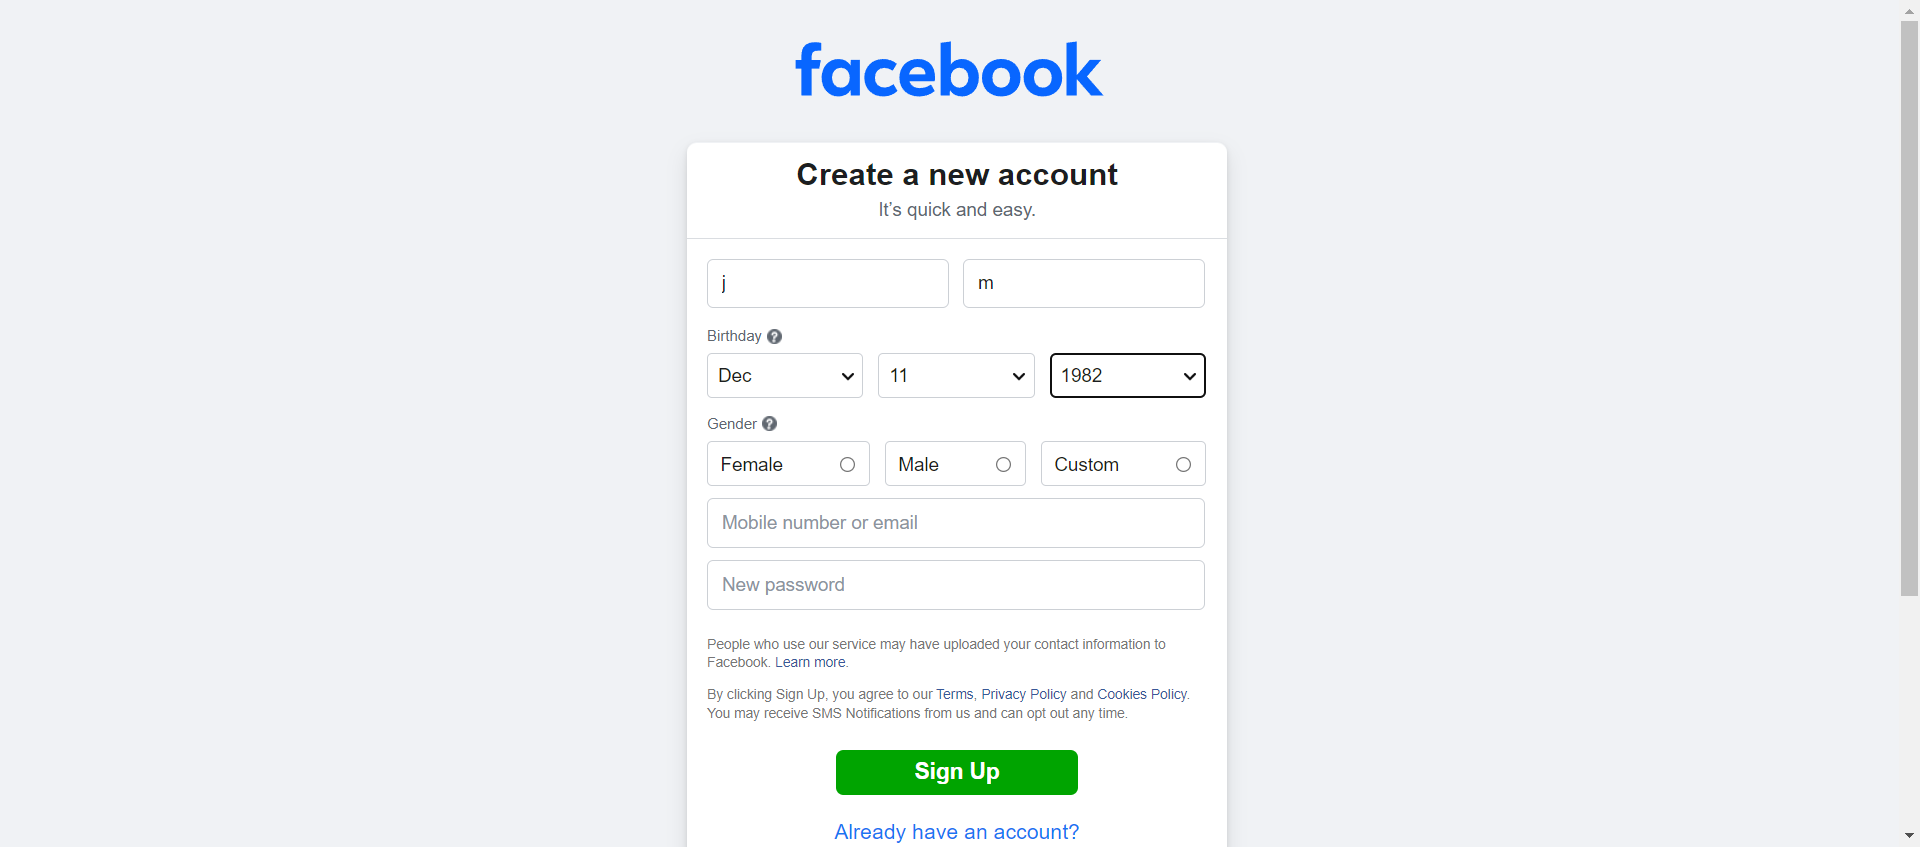 facebook
Create a new account
It's quick and easy.
j m
Birthday ?
Dec 11 1982
Gender ?
Female Male Custom
Mobile number or email
New password
People who use our service may have uploaded your contact information to
Facebook. Learn more.
By clicking Sign Up, you agree to our Terms, Privacy Policy and Cookies Policy.
You may receive SMS Notifications from us and can opt out any time.
Sign Up
Already have an account?